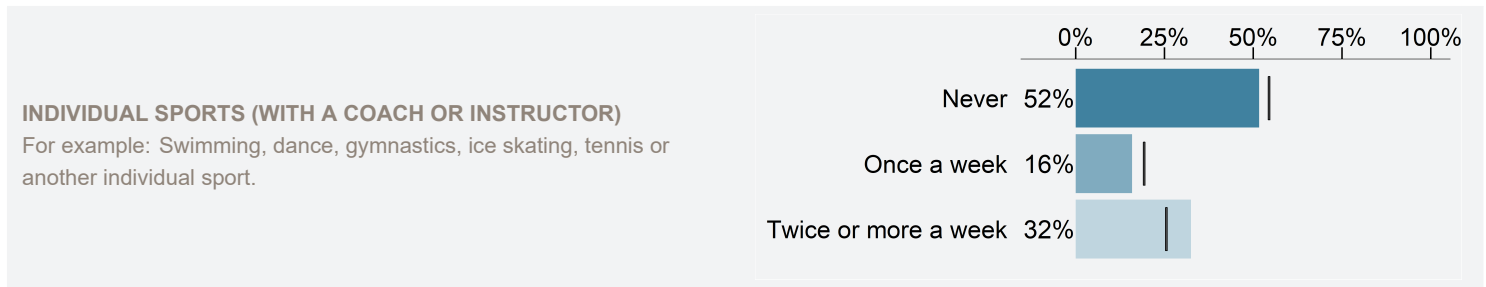 INDIVIDUAL SPORTS (WITH A COACH OR INSTRUCTOR)
For example: Swimming, dance, gymnastics, ice skating, tennis or
another individual sport.
0% 25% 50% 75% 100%
Never 52%
Once a week 16%
Twice or more a week 32%